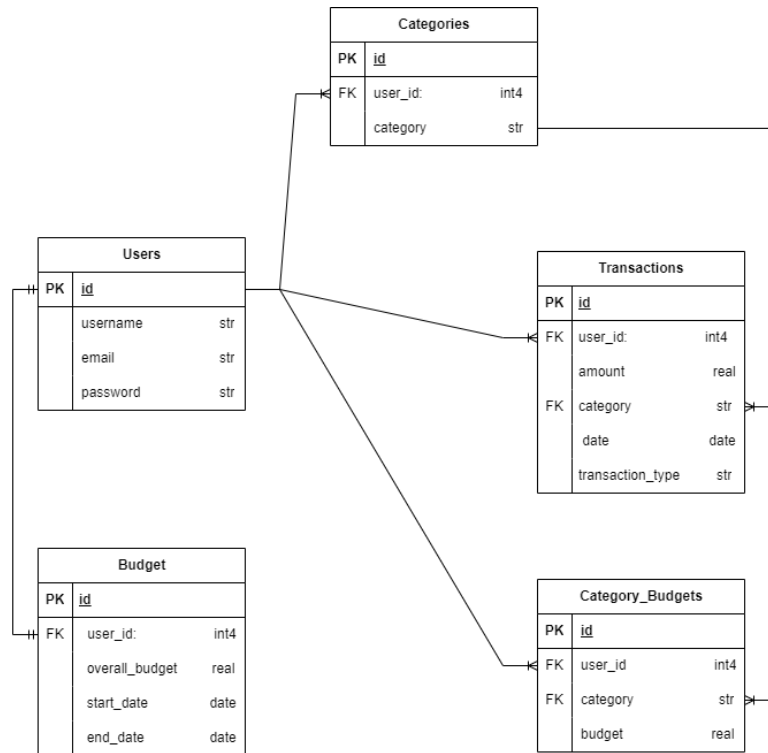 Categories
PK id
FK user_id: int4
category str
Users
PK id
username str
email str
password str
Transactions
PK id
FK user_id: int4
amount real
FK category str
date date
transaction_type str
Budget
PK id
FK user_id: int4
overall_budget real
start_date date
end_date date
Category_Budgets
PK id
FK user_id int4
FK category str
budget real